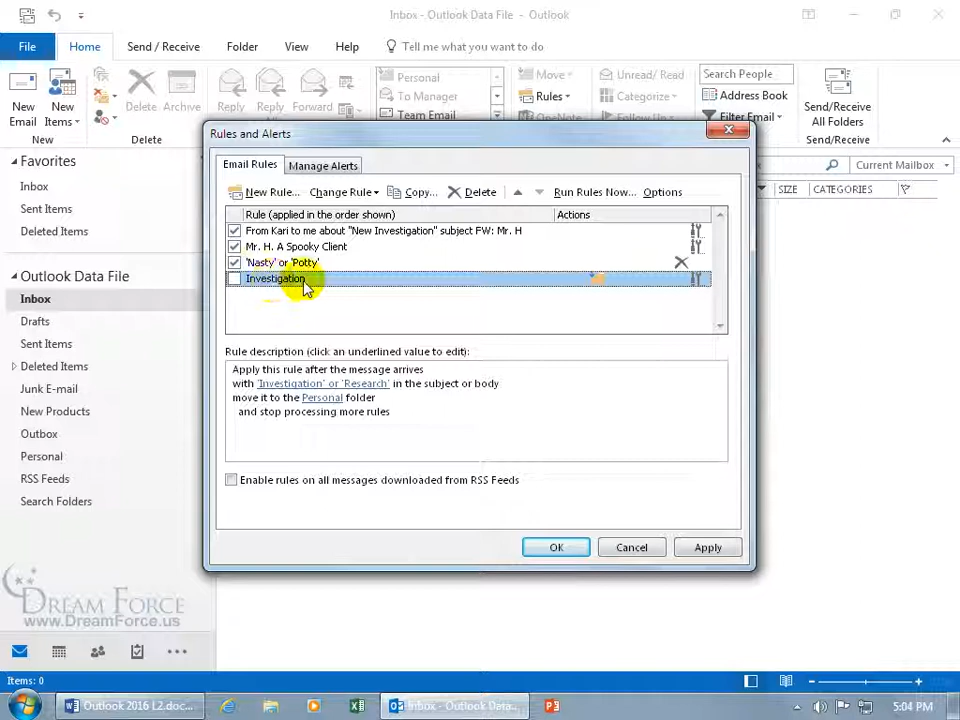 Inbox - Outlook Data File - Outlook
File Home Send / Receive Folder View Help Tell me what you want to do
New Email
New Items
Delete Archive
Reply Reply Forward
Personal
To Manager
Team Email
Move
Rules
OneNote
Unread/ Read
Categorize
Follow Up
Search People
Address Book
Filter Email
Send/Receive All Folders
New Delete Send/Receive
Favorites
Inbox
Sent Items
Deleted Items
Outlook Data File
Inbox
Drafts
Sent Items
Deleted Items
Junk E-mail
New Products
Outbox
Personal
RSS Feeds
Search Folders
Current Mailbox
SIZE CATEGORIES
Rules and Alerts
Email Rules Manage Alerts
New Rule... Change Rule Copy... Delete Run Rules Now... Options
Rule (applied in the order shown) Actions
From Kari to me about "New Investigation" subject FW: Mr. H
Mr. H. A Spooky Client
'Nasty' or 'Potty'
Investigation
Rule description (click an underlined value to edit):
Apply this rule after the message arrives
with 'Investigation' or 'Research' in the subject or body
move it to the Personal folder
and stop processing more rules
Enable rules on all messages downloaded from RSS Feeds
OK Cancel Apply
DREAM FORCE
www.DreamForce.us
Items: 0
Outlook 2016 L2.doc... Inbox - Outlook Data... 5:04 PM